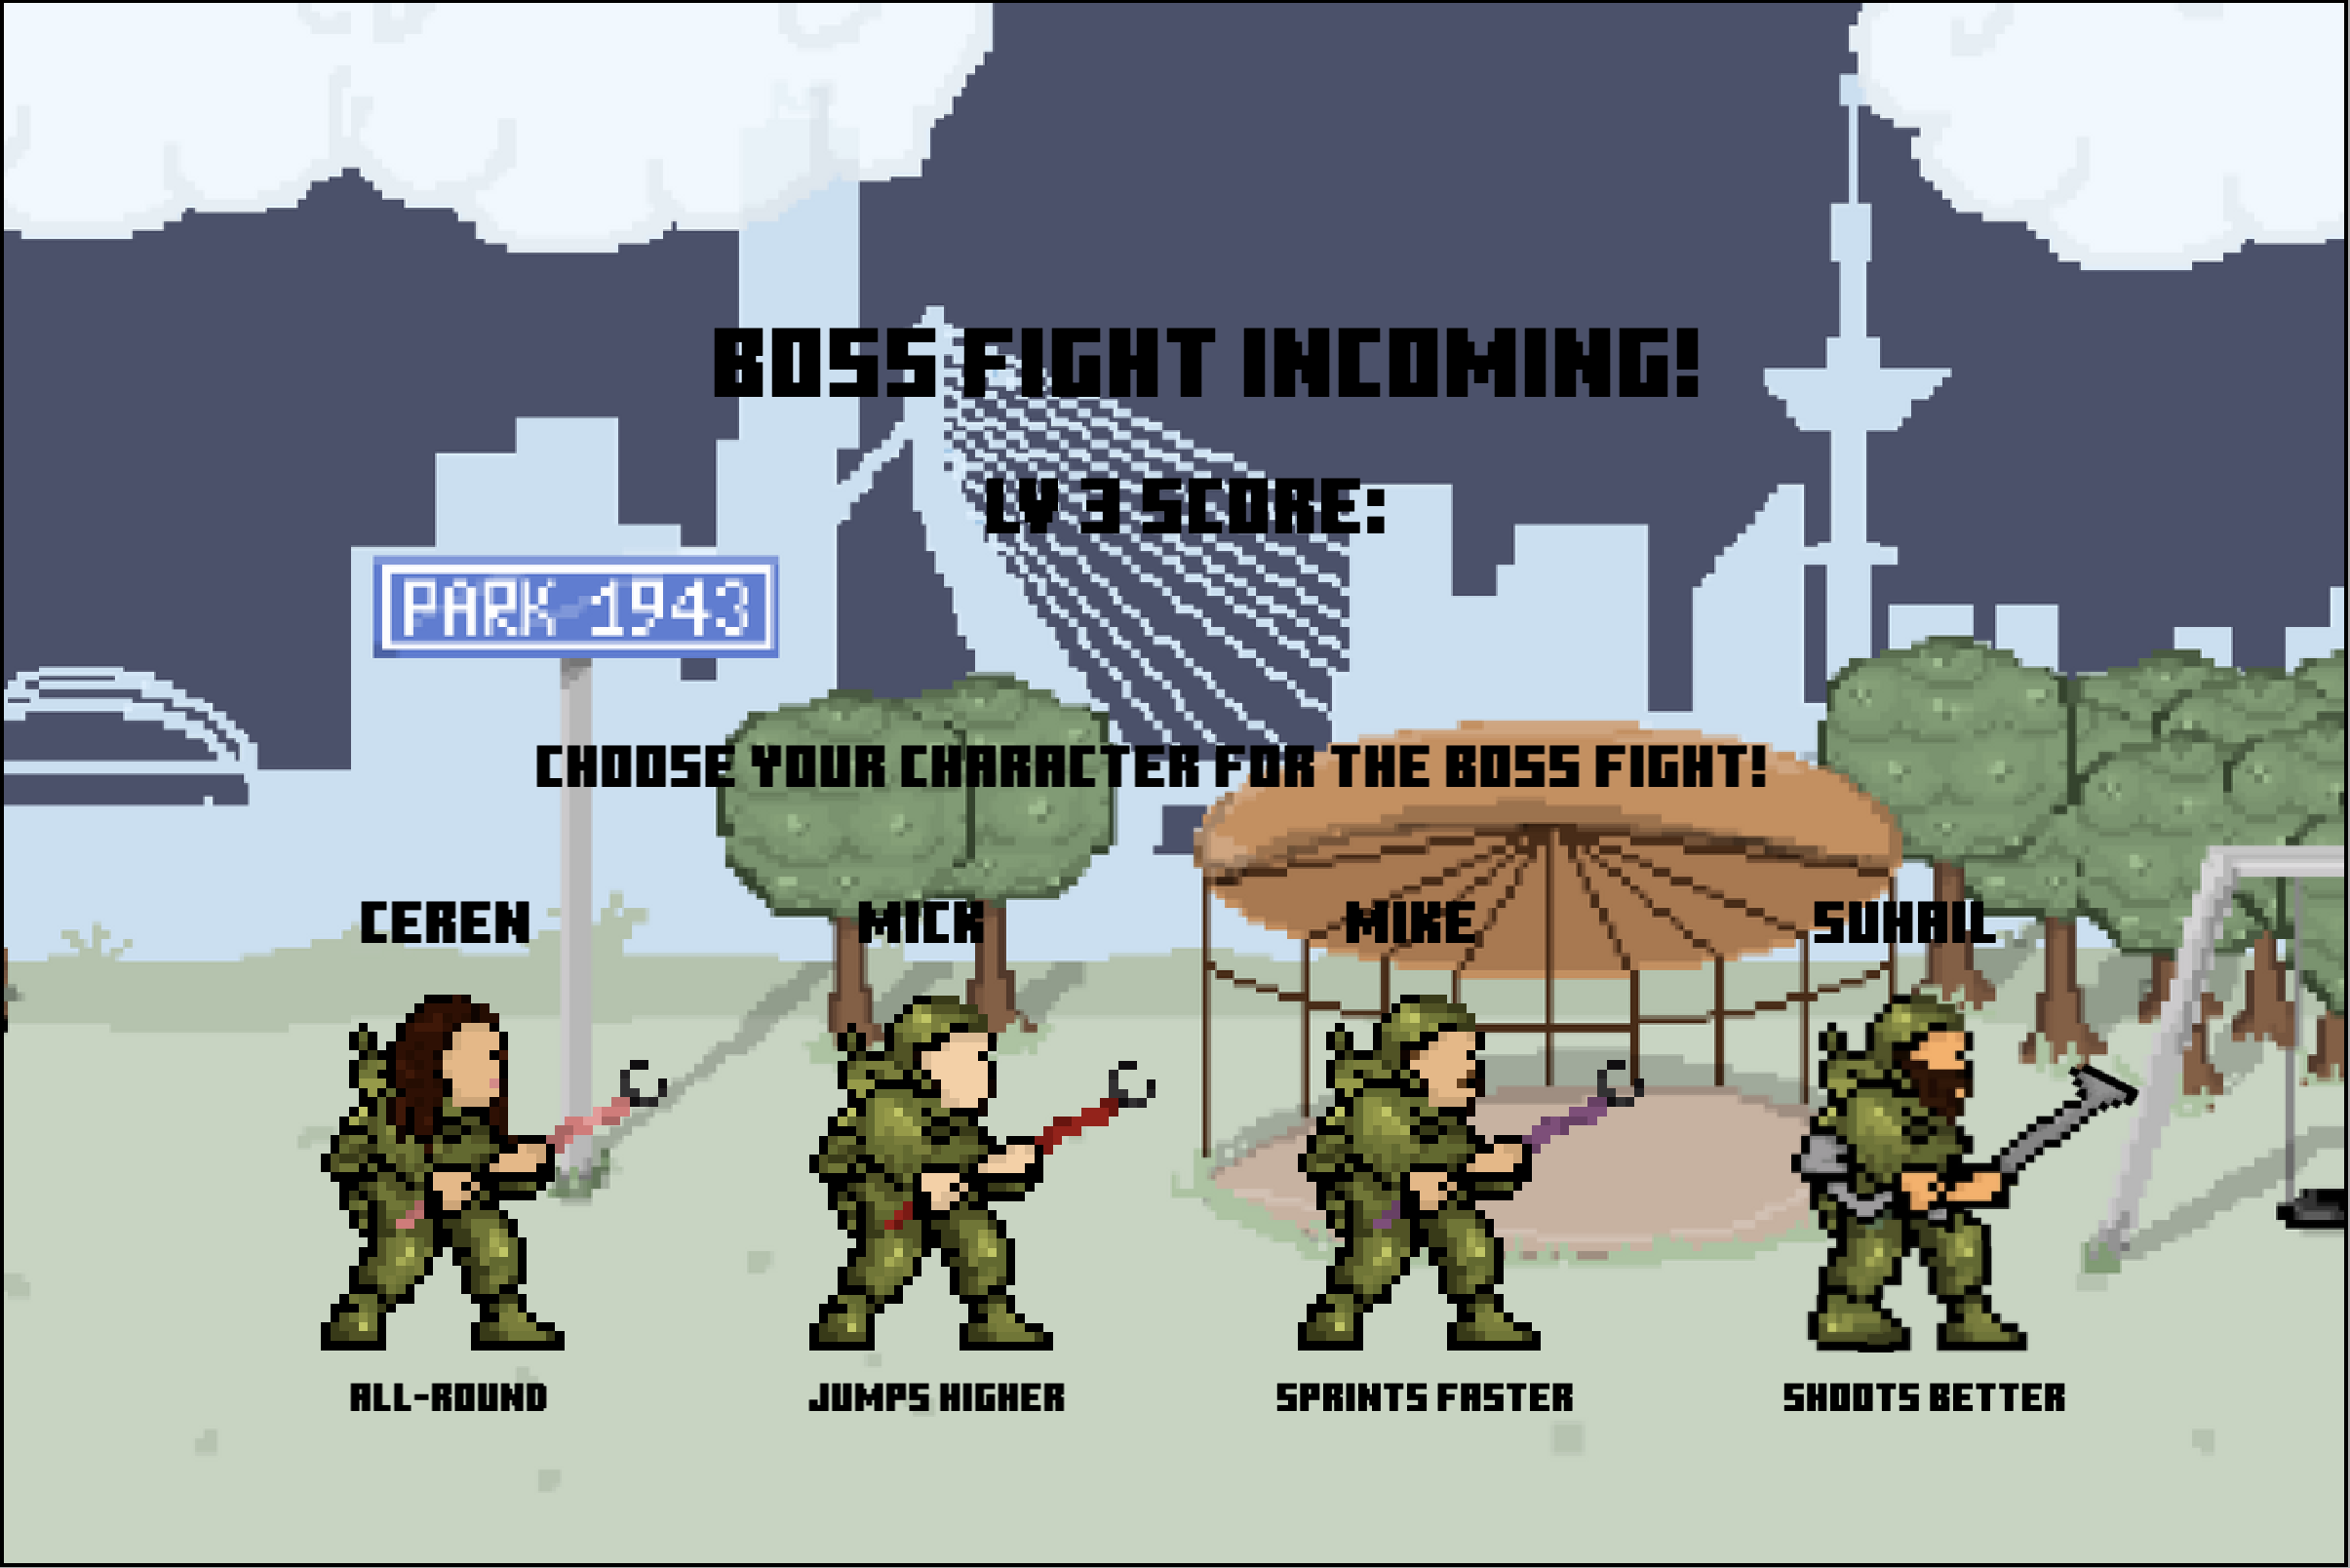 BOSS FIGHT INCOMING!
LV 3 SCORE:
PARK 1943
CHOOSE YOUR CHARACTER FOR THE BOSS FIGHT!
CEREN MICK MIKE SUHAIL
ALL-ROUND JUMPS HIGHER SPRINTS FASTER SHOOTS BETTER